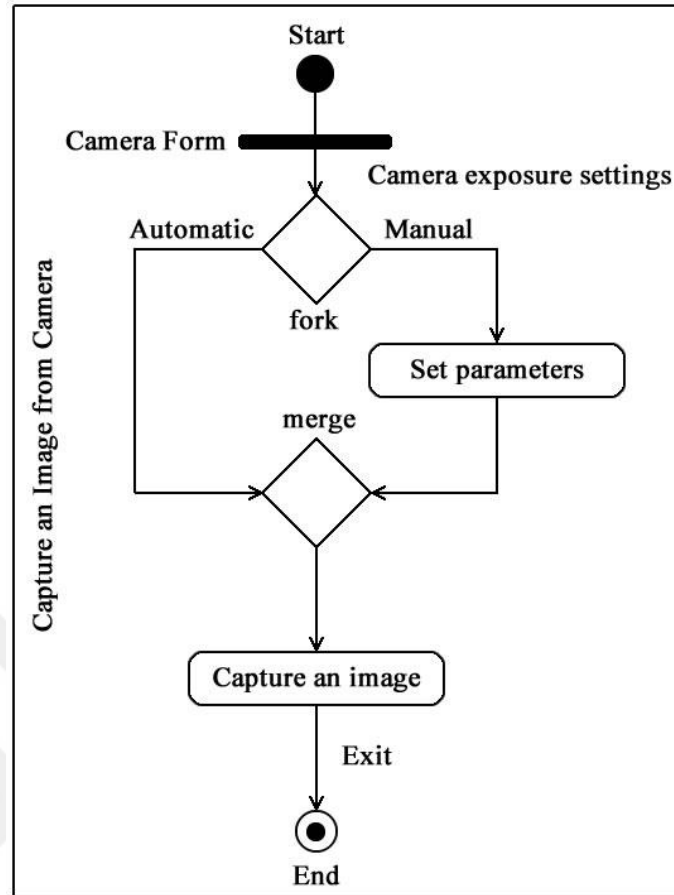 Start
Camera Form
Camera exposure settings
Automatic
Manual
fork
Set parameters
merge
Capture an Image from Camera
Capture an image
Exit
End